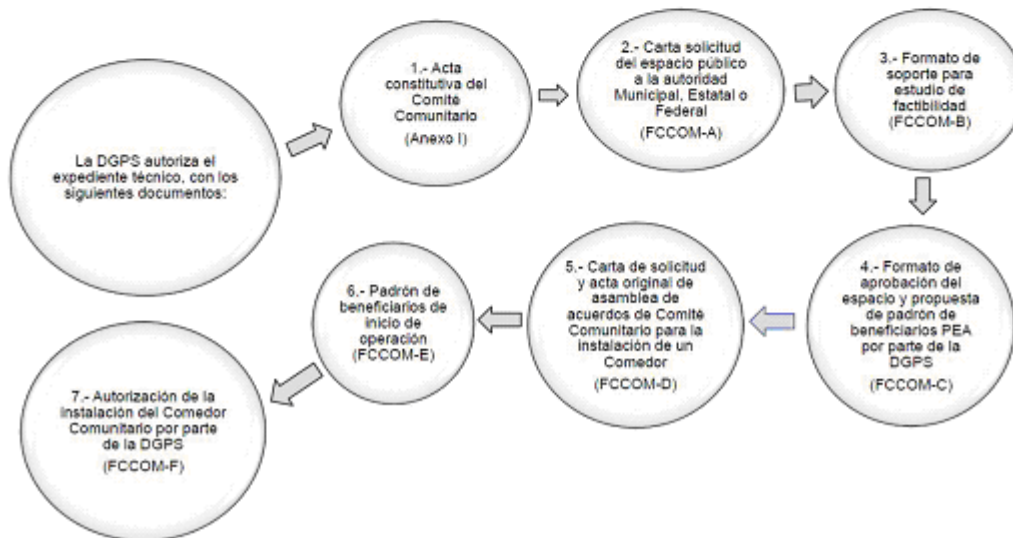 La DGPS autoriza el
expediente técnico, con los
siguientes documentos:
1.- Acta
constitutiva del
Comité
Comunitario
(Anexo I)
2.- Carta solicitud
del espacio público
a la autoridad
Municipal, Estatal o
Federal
(FCCOM-A)
3.- Formato de
soporte para
estudio de
factibilidad
(FCCOM-B)
4.- Formato de
aprobación del
espacio y propuesta
de padrón de
beneficiarios PEA
por parte de la
DGPS
(FCCOM-C)
5.- Carta de solicitud
y acta original de
asamblea de
acuerdos de Comité
Comunitario para la
instalación de un
Comedor
(FCCOM-D)
6.- Padrón de
beneficiarios de
inicio de
operación
(FCCOM-E)
7.- Autorización de la
instalación del Comedor
Comunitario por parte
de la DGPS
(FCCOM-F)